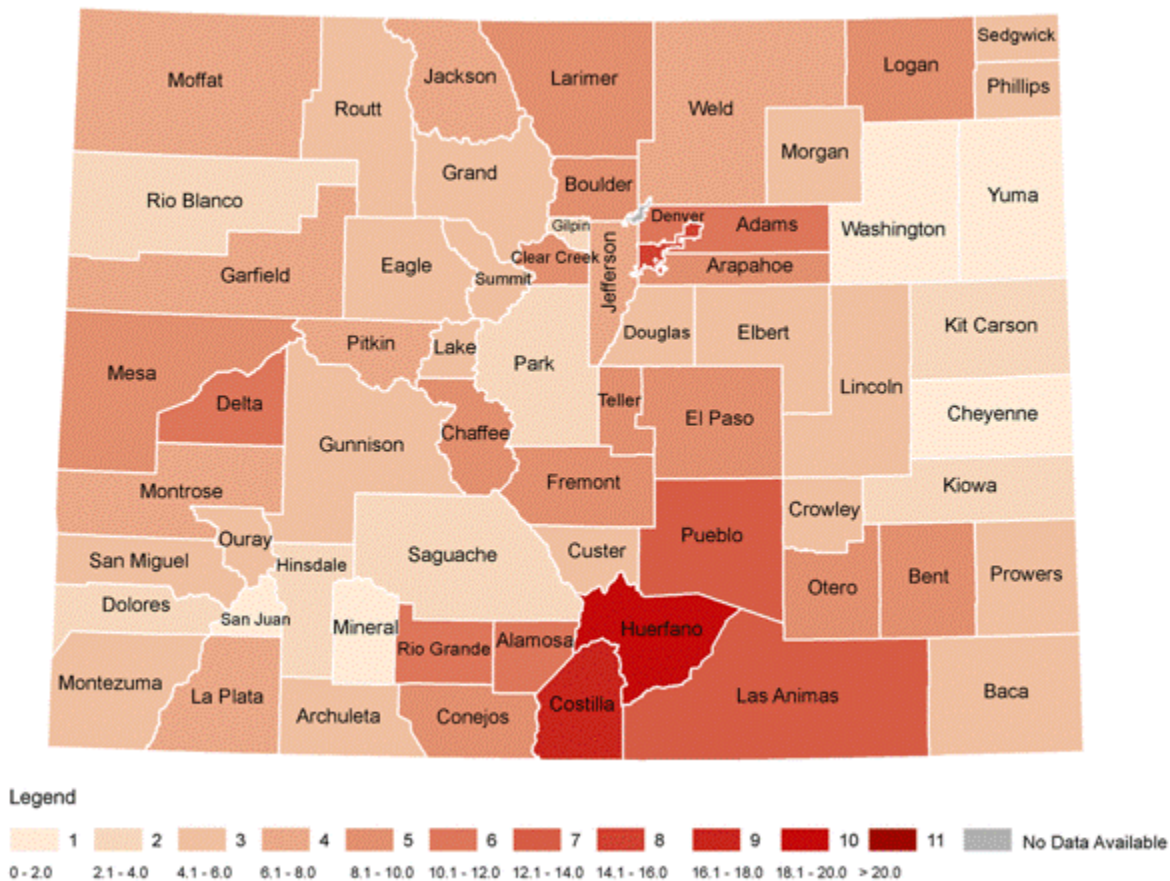 Sedgwick
Moffat
Jackson
Larimer
Logan
Phillips
Routt
Weld
Morgan
Grand
Boulder
Rio Blanco
Yuma
Gilpin
Denver
Adams
Washington
Clear Creek
Jefferson
Arapahoe
Garfield
Eagle
Summit
Kit Carson
Douglas
Elbert
Pitkin
Lake
Park
Mesa
Lincoln
Delta
Teller
El Paso
Cheyenne
Gunnison
Chaffee
Fremont
Kiowa
Montrose
Crowley
Ouray
Pueblo
San Miguel
Hinsdale
Saguache
Custer
Otero
Bent
Prowers
Dolores
San Juan
Mineral
Huerfano
Rio Grande
Alamosa
Montezuma
La Plata
Archuleta
Conejos
Costilla
Las Animas
Baca
Legend
1 2 3 4 5 6 7 8 9 10 11 No Data Available
0 - 2.0 2.1 - 4.0 4.1 - 6.0 6.1 - 8.0 8.1 - 10.0 10.1 - 12.0 12.1 - 14.0 14.1 - 16.0 16.1 - 18.0 18.1 - 20.0 > 20.0